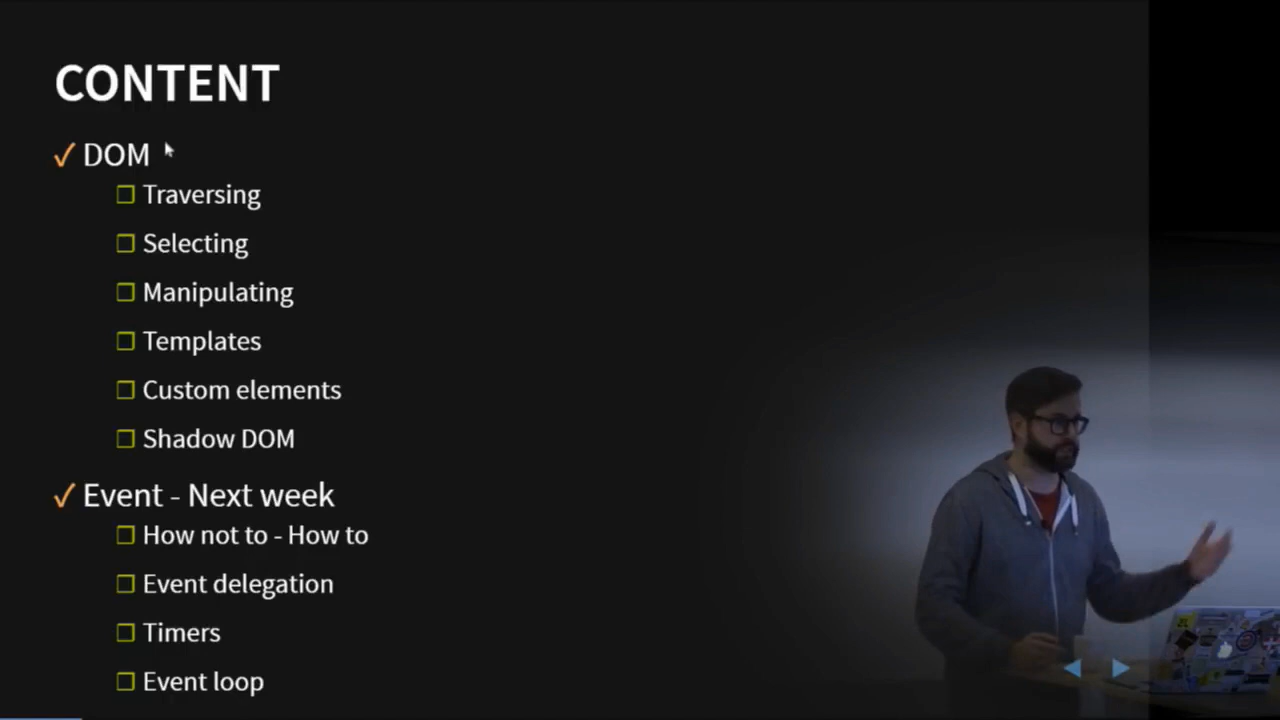 CONTENT
✓ DOM
❐ Traversing
❐ Selecting
❐ Manipulating
❐ Templates
❐ Custom elements
❐ Shadow DOM
✓ Event - Next week
❐ How not to - How to
❐ Event delegation
❐ Timers
❐ Event loop